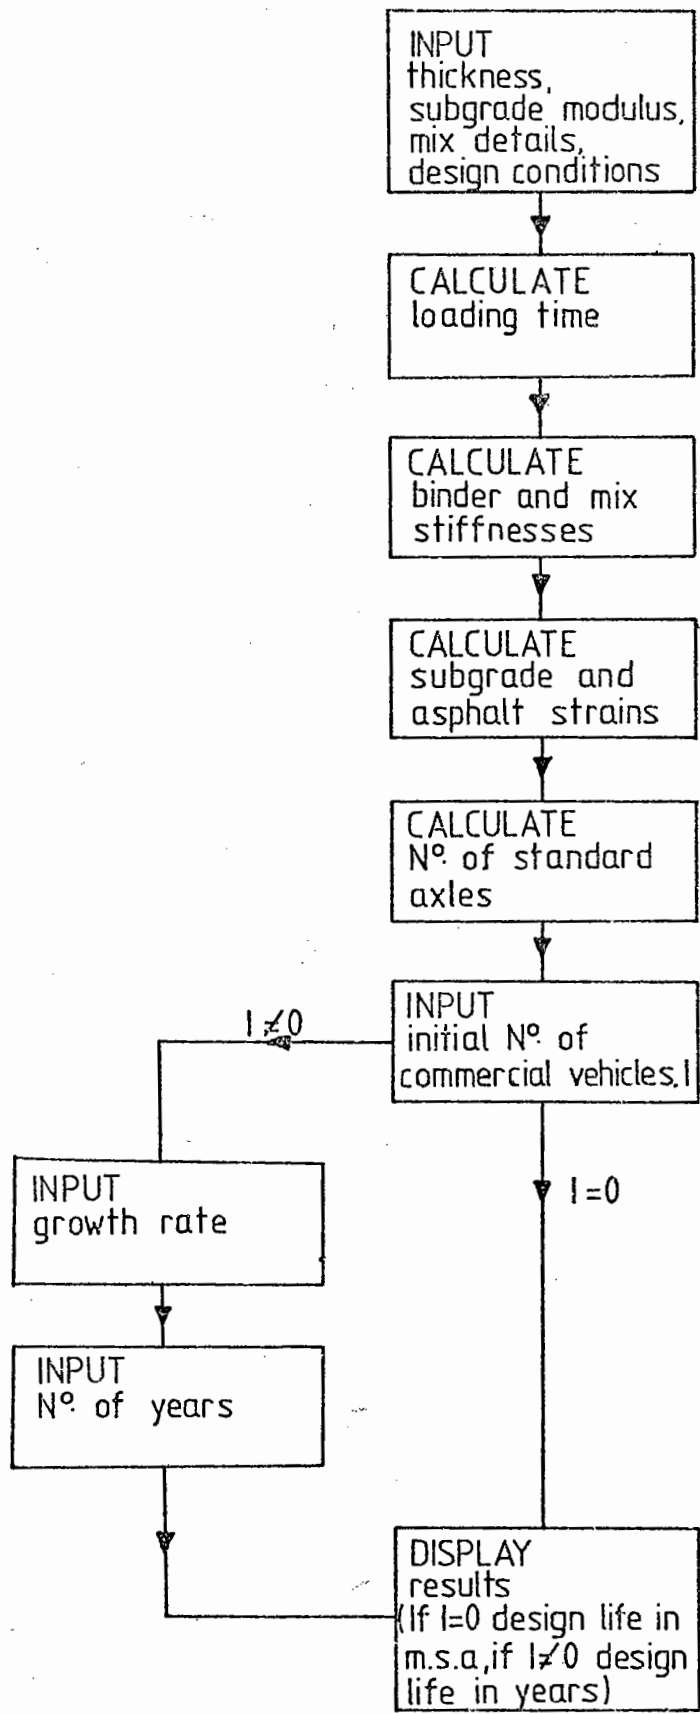 INPUT
thickness,
subgrade modulus,
mix details,
design conditions
CALCULATE
loading time
CALCULATE
binder and mix
stiffnesses
CALCULATE
subgrade and
asphalt strains
CALCULATE
Nº. of standard
axles
INPUT
initial Nº. of
commercial vehicles, I
I≠0
I=0
INPUT
growth rate
INPUT
Nº. of years
DISPLAY
results
(If I=0 design life in
m.s.a, if I≠0 design
life in years)